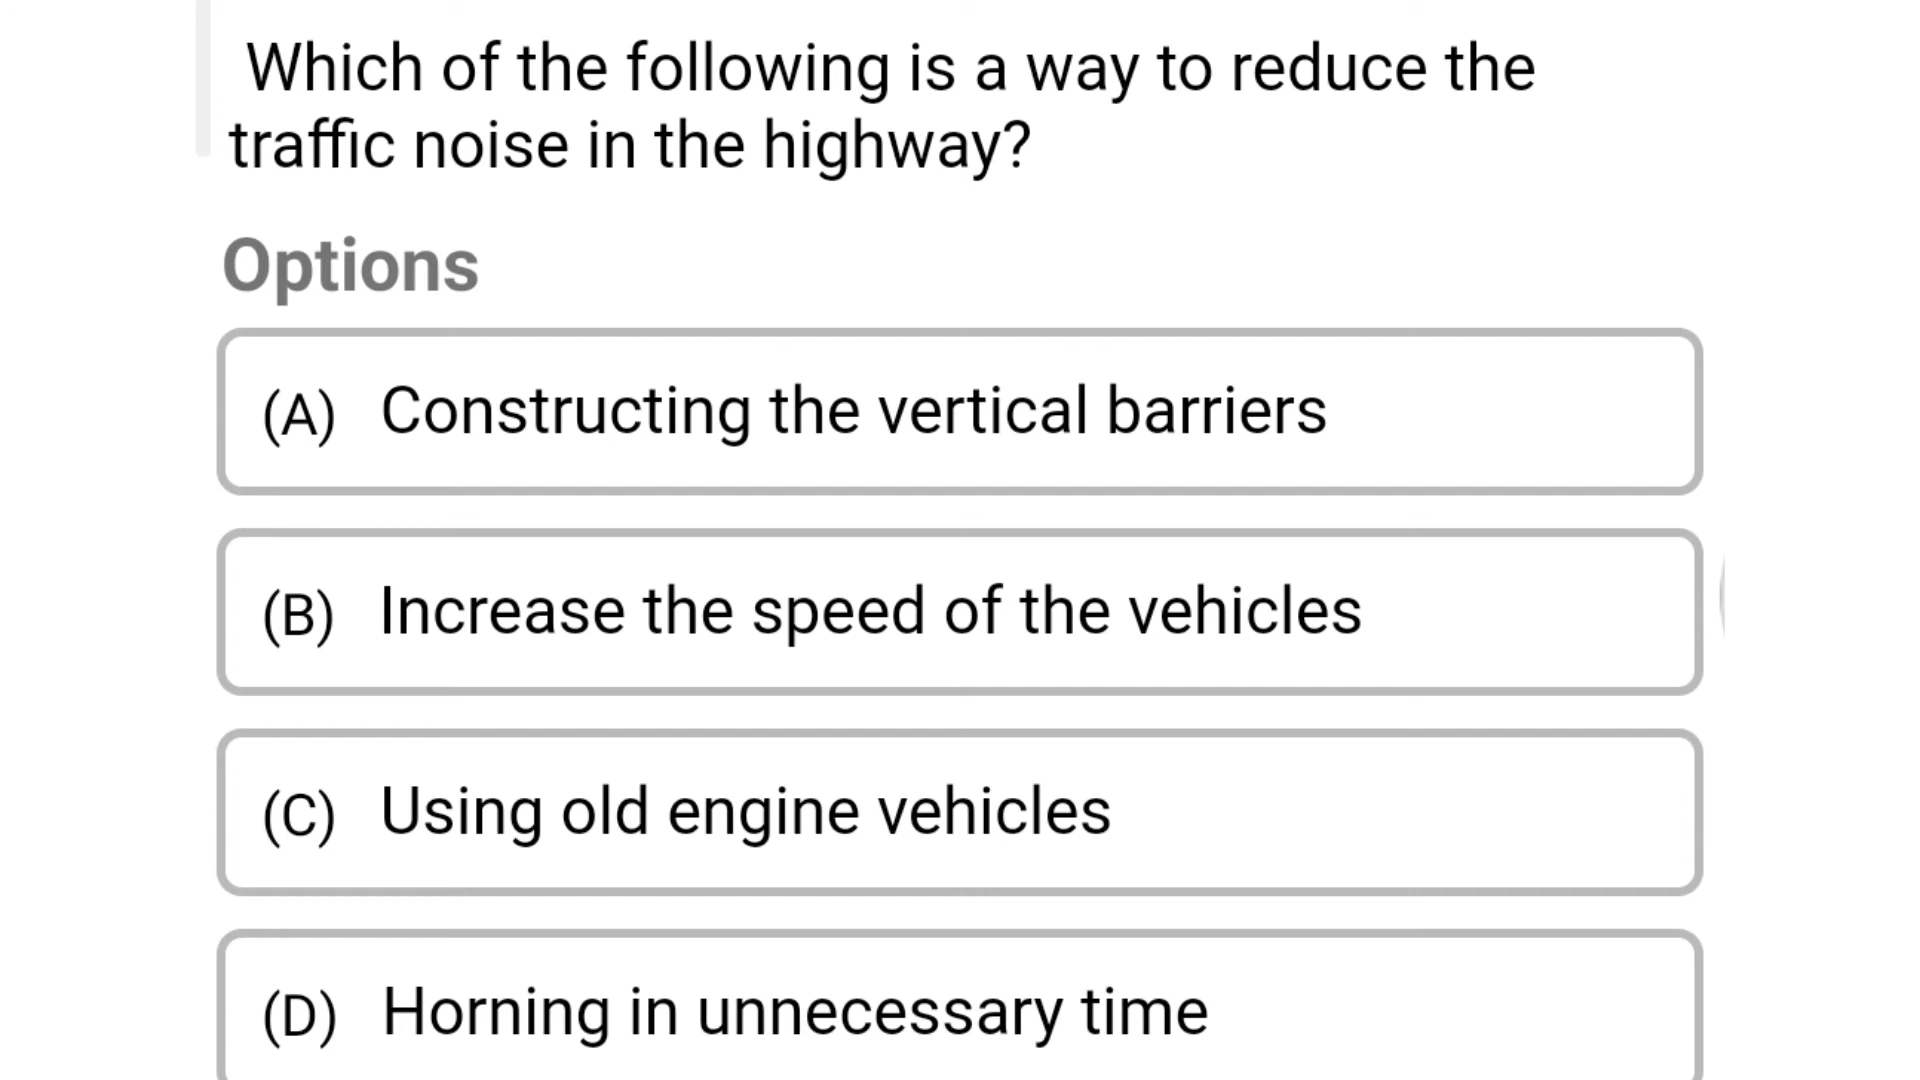 Which of the following is a way to reduce the
traffic noise in the highway?
Options
(A) Constructing the vertical barriers
(B) Increase the speed of the vehicles
(C) Using old engine vehicles
(D) Horning in unnecessary time